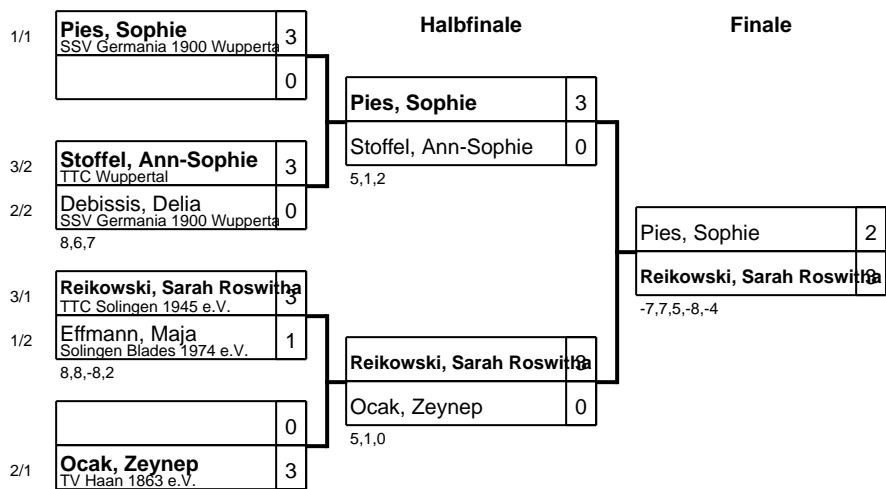 Halbfinale
Finale
1/1 Pies, Sophie 3
SSV Germania 1900 Wupperta
0
3/2 Stoffel, Ann-Sophie 3
TTC Wuppertal
2/2 Debissis, Delia 0
SSV Germania 1900 Wupperta
8,6,7
3/1 Reikowski, Sarah Roswitha 3
TTC Solingen 1945 e.V.
1/2 Effmann, Maja 1
Solingen Blades 1974 e.V.
8,8,-8,2
0
2/1 Ocak, Zeynep 3
TV Haan 1863 e.V.
Pies, Sophie 3
Stoffel, Ann-Sophie 0
5,1,2
Reikowski, Sarah Roswitha 3
Ocak, Zeynep 0
5,1,0
Pies, Sophie 2
Reikowski, Sarah Roswitha 3
-7,7,5,-8,-4